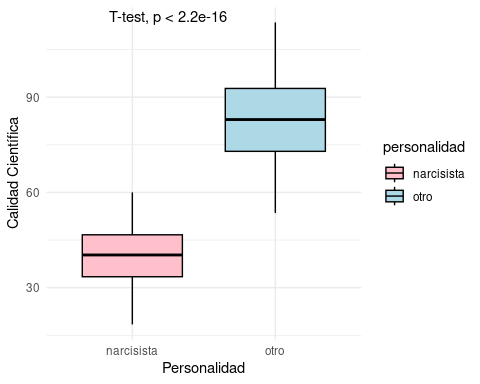 T-test, p < 2.2e-16
Calidad Científica
90
60
30
narcisista
otro
Personalidad
personalidad
narcisista
otro